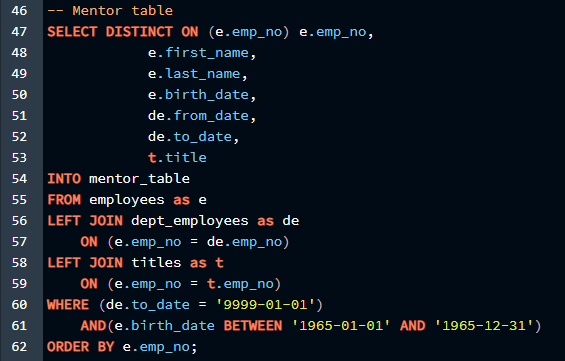 46 -- Mentor table
47 SELECT DISTINCT ON (e.emp_no) e.emp_no,
48             e.first_name,
49             e.last_name,
50             e.birth_date,
51             de.from_date,
52             de.to_date,
53             t.title
54 INTO mentor_table
55 FROM employees as e
56 LEFT JOIN dept_employees as de
57     ON (e.emp_no = de.emp_no)
58 LEFT JOIN titles as t
59     ON (e.emp_no = t.emp_no)
60 WHERE (de.to_date = '9999-01-01')
61     AND(e.birth_date BETWEEN '1965-01-01' AND '1965-12-31')
62 ORDER BY e.emp_no;